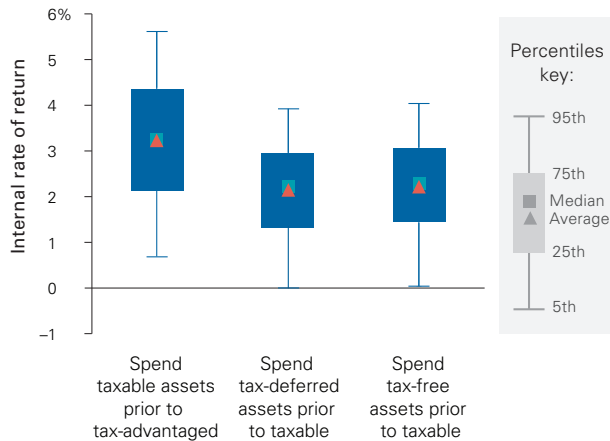 6%
5
4
3
2
1
0
–1
Internal rate of return
Spend
taxable assets
prior to
tax-advantaged
Spend
tax-deferred
assets prior
to taxable
Spend
tax-free
assets prior
to taxable
Percentiles
key:
95th
75th
Median
Average
25th
5th